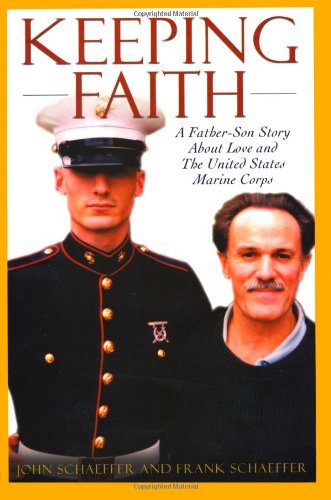 KEEPING
FAITH
A Father-Son Story
About Love and
The United States
Marine Corps
JOHN SCHAEFFER AND FRANK SCHAEFFER